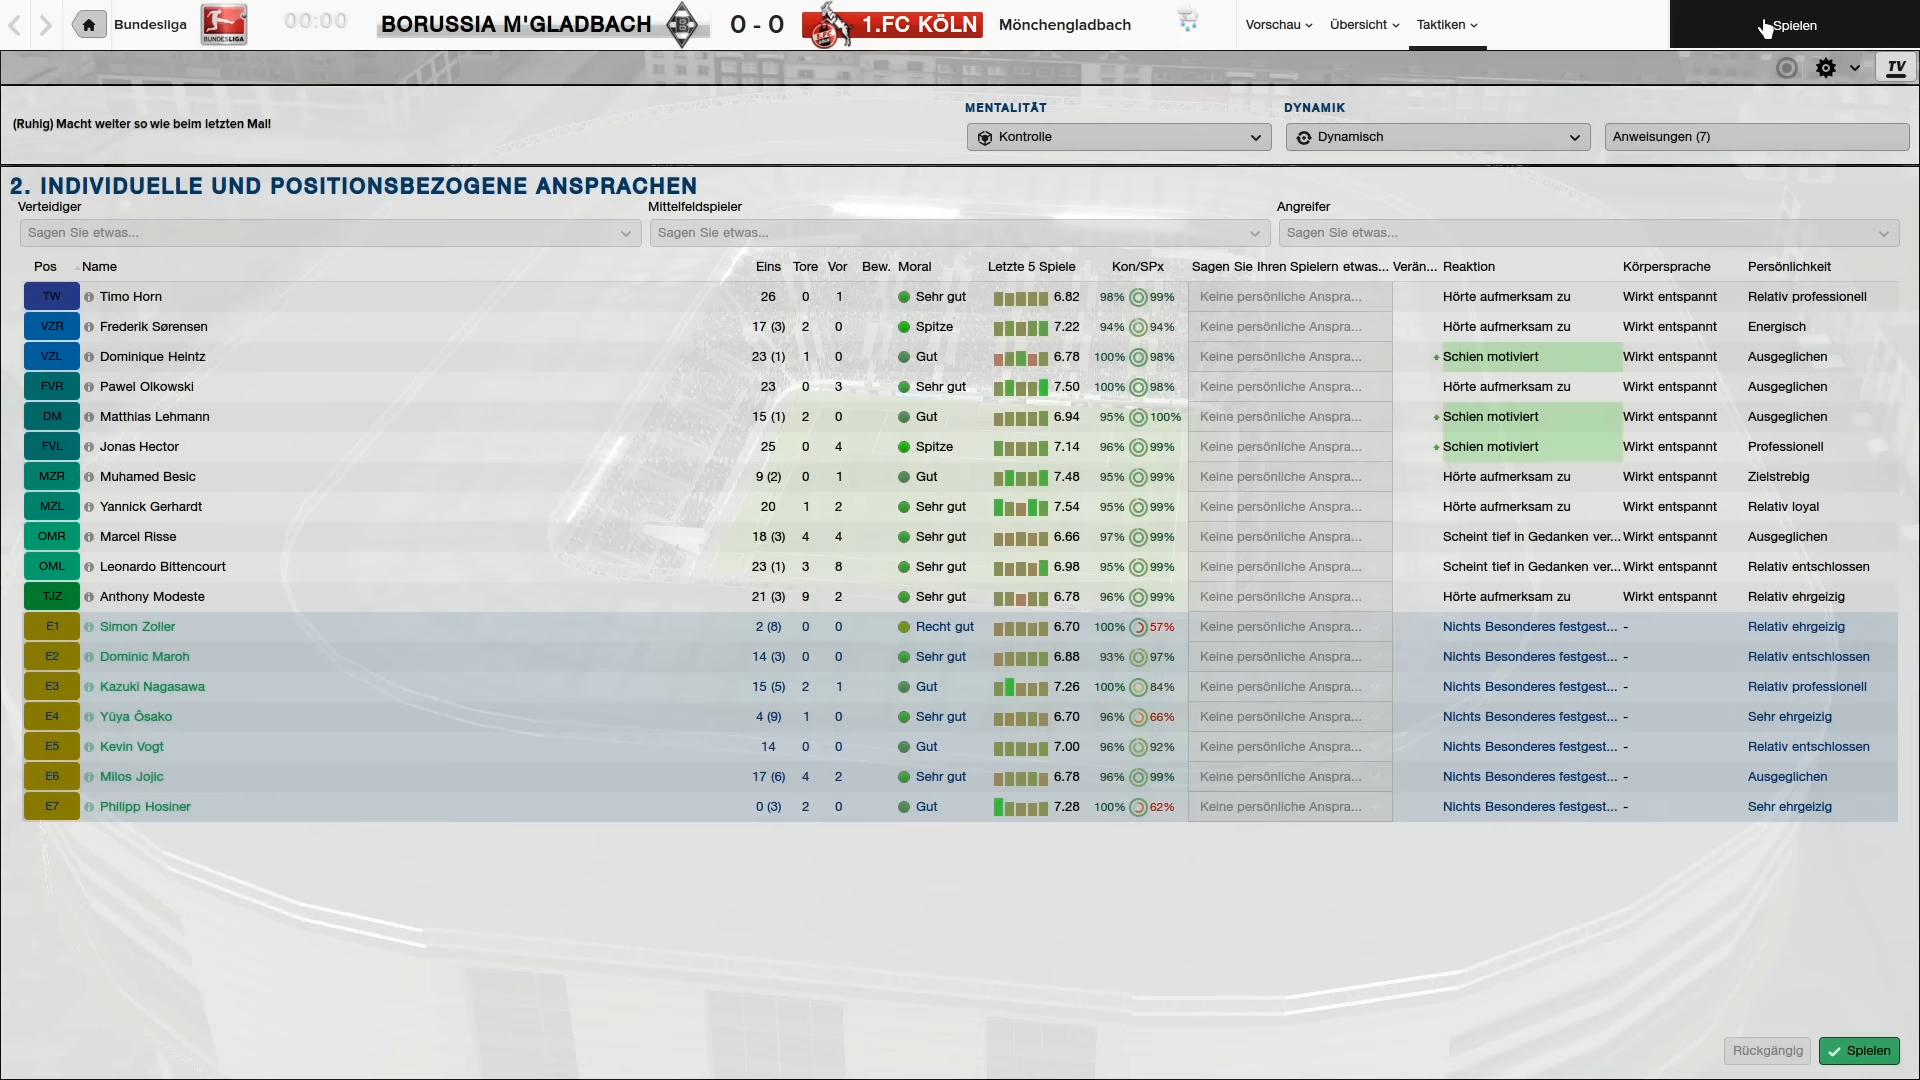 Bundesliga
BUNDESLIGA
00:00
BORUSSIA M'GLADBACH
0 - 0
1.FC KÖLN
Mönchengladbach
Vorschau
Übersicht
Taktiken
Spielen
TV
MENTALITÄT
DYNAMIK
(Ruhig) Macht weiter so wie beim letzten Mal!
Kontrolle
Dynamisch
Anweisungen (7)
2. INDIVIDUELLE UND POSITIONSBEZOGENE ANSPRACHEN
Verteidiger
Mittelfeldspieler
Angreifer
Sagen Sie etwas...
Sagen Sie etwas...
Sagen Sie etwas...
Pos Name Eins Tore Vor Bew. Moral Letzte 5 Spiele Kon/SPx Sagen Sie Ihren Spielern etwas... Verän... Reaktion Körpersprache Persönlichkeit
TW Timo Horn 26 0 1 Sehr gut 6.82 98% 99% Keine persönliche Anspra... Hörte aufmerksam zu Wirkt entspannt Relativ professionell
VZR Frederik Sørensen 17 (3) 2 0 Spitze 7.22 94% 94% Keine persönliche Anspra... Hörte aufmerksam zu Wirkt entspannt Energisch
VZL Dominique Heintz 23 (1) 1 0 Gut 6.78 100% 98% Keine persönliche Anspra... Schien motiviert Wirkt entspannt Ausgeglichen
FVR Pawel Olkowski 23 0 3 Sehr gut 7.50 100% 98% Keine persönliche Anspra... Hörte aufmerksam zu Wirkt entspannt Ausgeglichen
DM Matthias Lehmann 15 (1) 2 0 Gut 6.94 95% 100% Keine persönliche Anspra... Schien motiviert Wirkt entspannt Ausgeglichen
FVL Jonas Hector 25 0 4 Spitze 7.14 96% 99% Keine persönliche Anspra... Schien motiviert Wirkt entspannt Professionell
MZR Muhamed Besic 9 (2) 0 1 Gut 7.48 95% 99% Keine persönliche Anspra... Hörte aufmerksam zu Wirkt entspannt Zielstrebig
MZL Yannick Gerhardt 20 1 2 Sehr gut 7.54 95% 99% Keine persönliche Anspra... Hörte aufmerksam zu Wirkt entspannt Relativ loyal
OMR Marcel Risse 18 (3) 4 4 Sehr gut 6.66 97% 99% Keine persönliche Anspra... Scheint tief in Gedanken ver... Wirkt entspannt Ausgeglichen
OML Leonardo Bittencourt 23 (1) 3 8 Sehr gut 6.98 95% 99% Keine persönliche Anspra... Scheint tief in Gedanken ver... Wirkt entspannt Relativ entschlossen
TJZ Anthony Modeste 21 (3) 9 2 Sehr gut 6.78 96% 99% Keine persönliche Anspra... Hörte aufmerksam zu Wirkt entspannt Relativ ehrgeizig
E1 Simon Zoller 2 (8) 0 0 Recht gut 6.70 100% 57% Keine persönliche Anspra... Nichts Besonderes festgest... - Relativ ehrgeizig
E2 Dominic Maroh 14 (3) 0 0 Sehr gut 6.88 93% 97% Keine persönliche Anspra... Nichts Besonderes festgest... - Relativ entschlossen
E3 Kazuki Nagasawa 15 (5) 2 1 Gut 7.26 100% 84% Keine persönliche Anspra... Nichts Besonderes festgest... - Relativ professionell
E4 Yûya Ôsako 4 (9) 1 0 Sehr gut 6.70 96% 66% Keine persönliche Anspra... Nichts Besonderes festgest... - Sehr ehrgeizig
E5 Kevin Vogt 14 0 0 Gut 7.00 96% 92% Keine persönliche Anspra... Nichts Besonderes festgest... - Relativ entschlossen
E6 Milos Jojic 17 (6) 4 2 Sehr gut 6.78 96% 99% Keine persönliche Anspra... Nichts Besonderes festgest... - Ausgeglichen
E7 Philipp Hosiner 0 (3) 2 0 Gut 7.28 100% 62% Keine persönliche Anspra... Nichts Besonderes festgest... - Sehr ehrgeizig
Rückgängig
Spielen